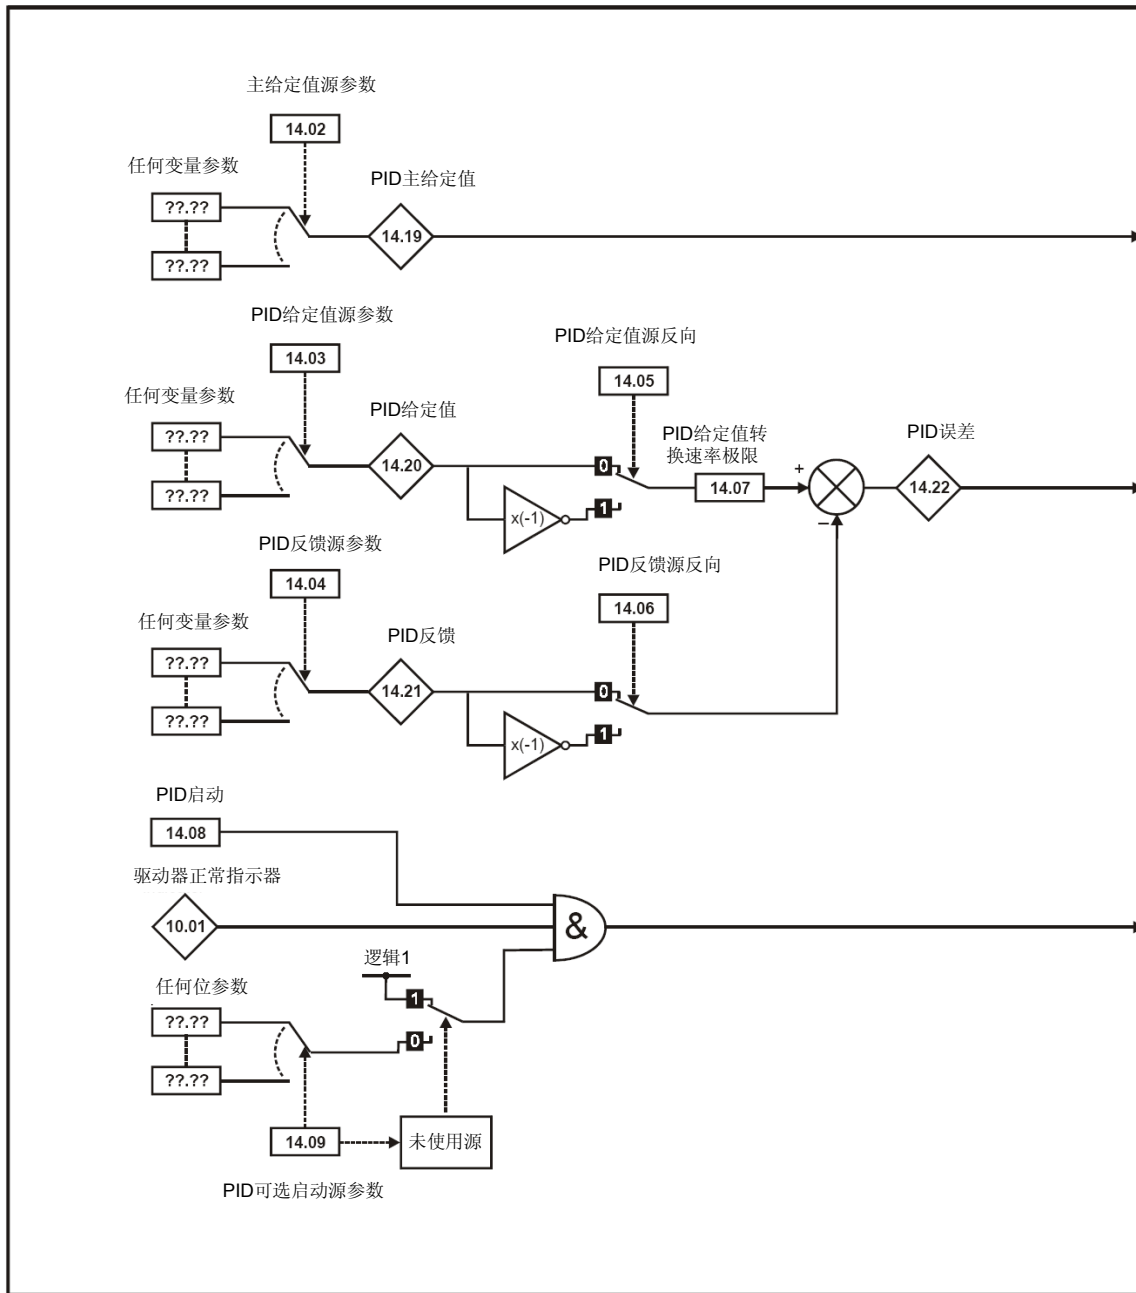 主给定值源参数
14.02
任何变量参数
PID主给定值
??.??
14.19
??.??
PID给定值源参数
PID给定值源反向
14.03
14.05
任何变量参数
PID给定值
PID给定值转
换速率极限
PID误差
??.??
14.20
0
+
14.07
14.22
??.??
x(-1)
1
−
PID反馈源参数
PID反馈源反向
14.04
14.06
任何变量参数
PID反馈
??.??
14.21
0
??.??
x(-1)
1
PID启动
14.08
驱动器正常指示器
10.01
&
逻辑1
任何位参数
1
??.??
0
??.??
14.09
未使用源
PID可选启动源参数